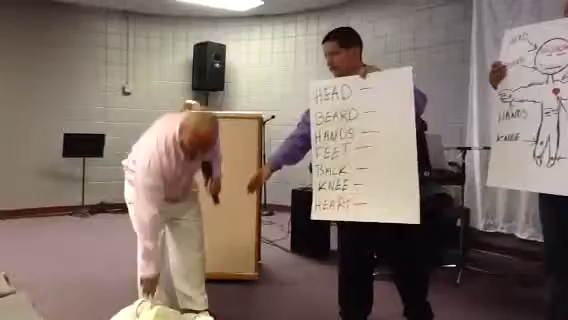 HEAD —
BEARD —
HANDS —
FEET —
BACK —
KNEE —
HEART —
HEAD
HANDS
KNEE